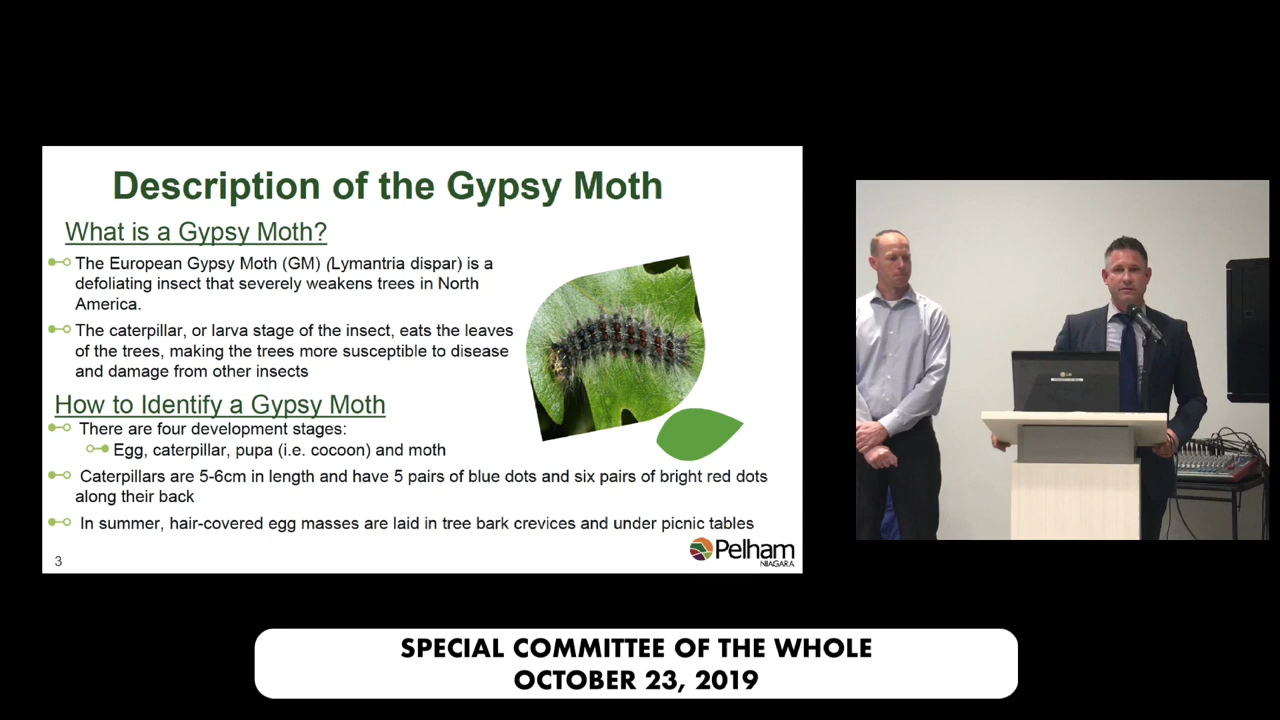 Description of the Gypsy Moth
What is a Gypsy Moth?
The European Gypsy Moth (GM) (Lymantria dispar) is a
defoliating insect that severely weakens trees in North
America.
The caterpillar, or larva stage of the insect, eats the leaves
of the trees, making the trees more susceptible to disease
and damage from other insects
How to Identify a Gypsy Moth
There are four development stages:
Egg, caterpillar, pupa (i.e. cocoon) and moth
Caterpillars are 5-6cm in length and have 5 pairs of blue dots and six pairs of bright red dots
along their back
In summer, hair-covered egg masses are laid in tree bark crevices and under picnic tables
3
Pelham
NIAGARA
LG
SPECIAL COMMITTEE OF THE WHOLE
OCTOBER 23, 2019